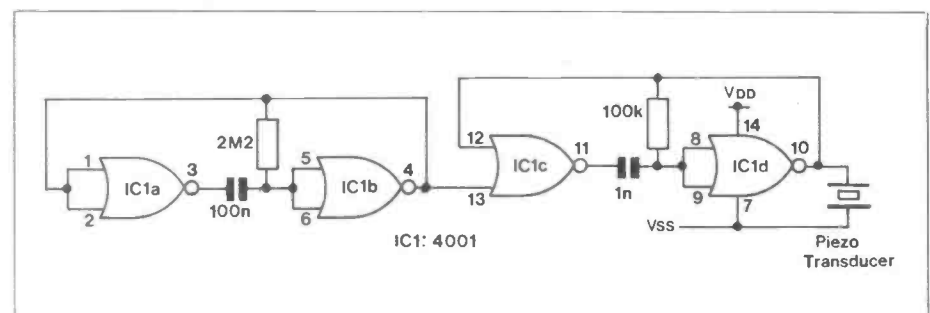 VDD
100k
14
12
8
2M2
11
10
1
3
5
4
IC1a
IC1b
IC1c
IC1d
2
100n
6
13
1n
9
7
IC1: 4001
VSS
Piezo
Transducer